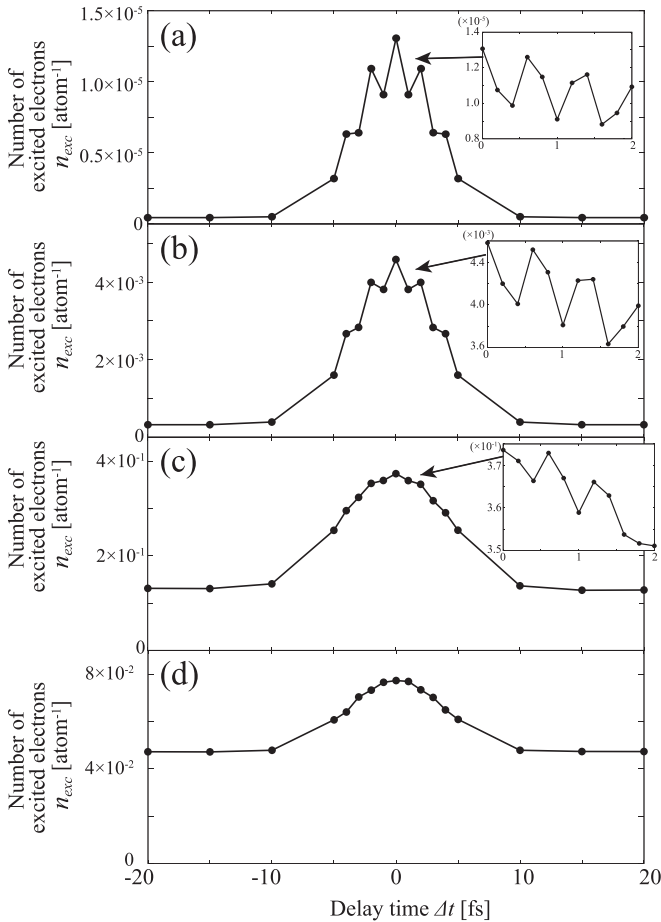 (a)
Number of
excited electrons
n_exc [atom⁻¹]
1.5×10⁻⁵
1.0×10⁻⁵
0.5×10⁻⁵
0
(×10⁻⁵)
1.4
1.2
1.0
0.8
0 1 2
(b)
Number of
excited electrons
n_exc [atom⁻¹]
4×10⁻³
2×10⁻³
0
(×10⁻³)
4.4
4.0
3.6
0 1 2
(c)
Number of
excited electrons
n_exc [atom⁻¹]
4×10⁻¹
2×10⁻¹
0
(×10⁻¹)
3.7
3.6
3.5
0 1 2
(d)
Number of
excited electrons
n_exc [atom⁻¹]
8×10⁻²
4×10⁻²
0
-20 -10 0 10 20
Delay time Δt [fs]